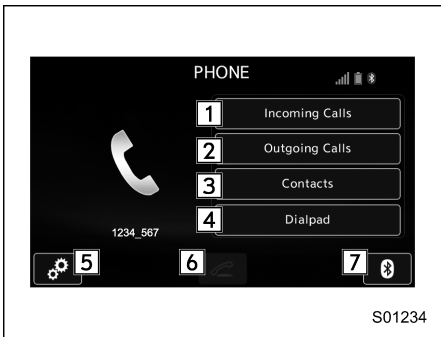 PHONE
1 Incoming Calls
2 Outgoing Calls
3 Contacts
4 Dialpad
1234_567
5
6
7
S01234